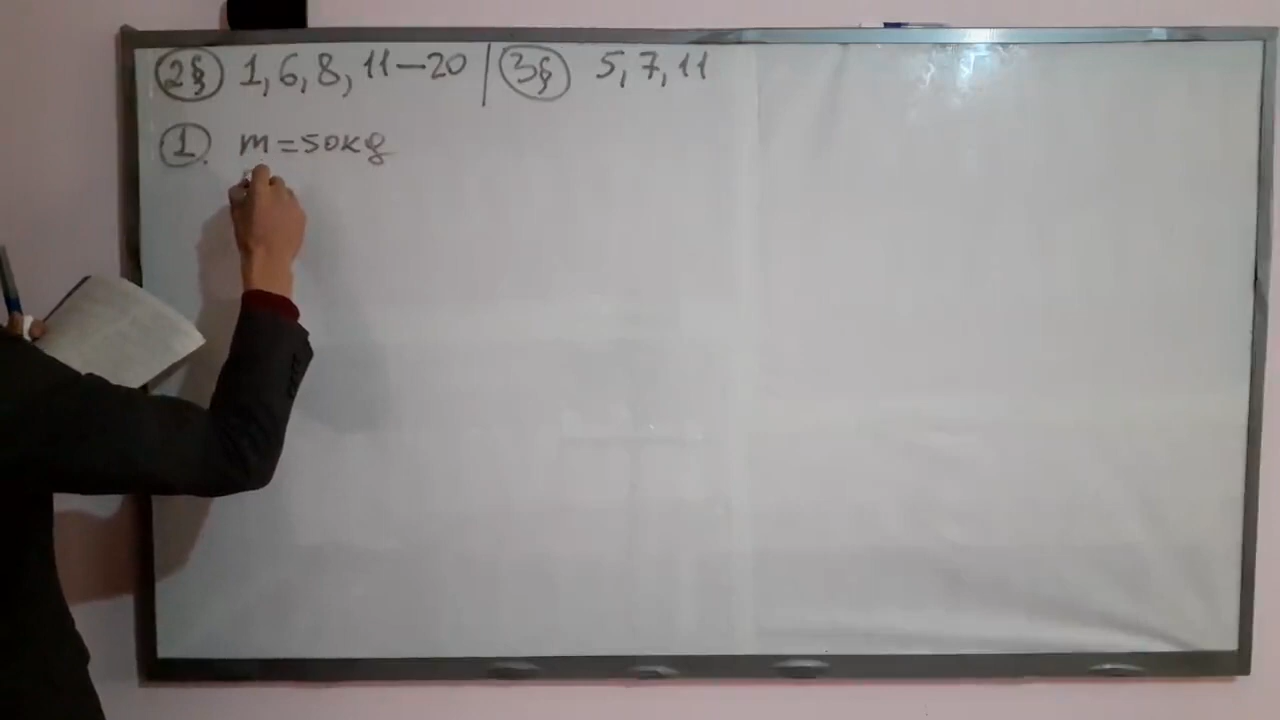 2§ 1, 6, 8, 11–20 | 3§ 5, 7, 11
1. m=50kg